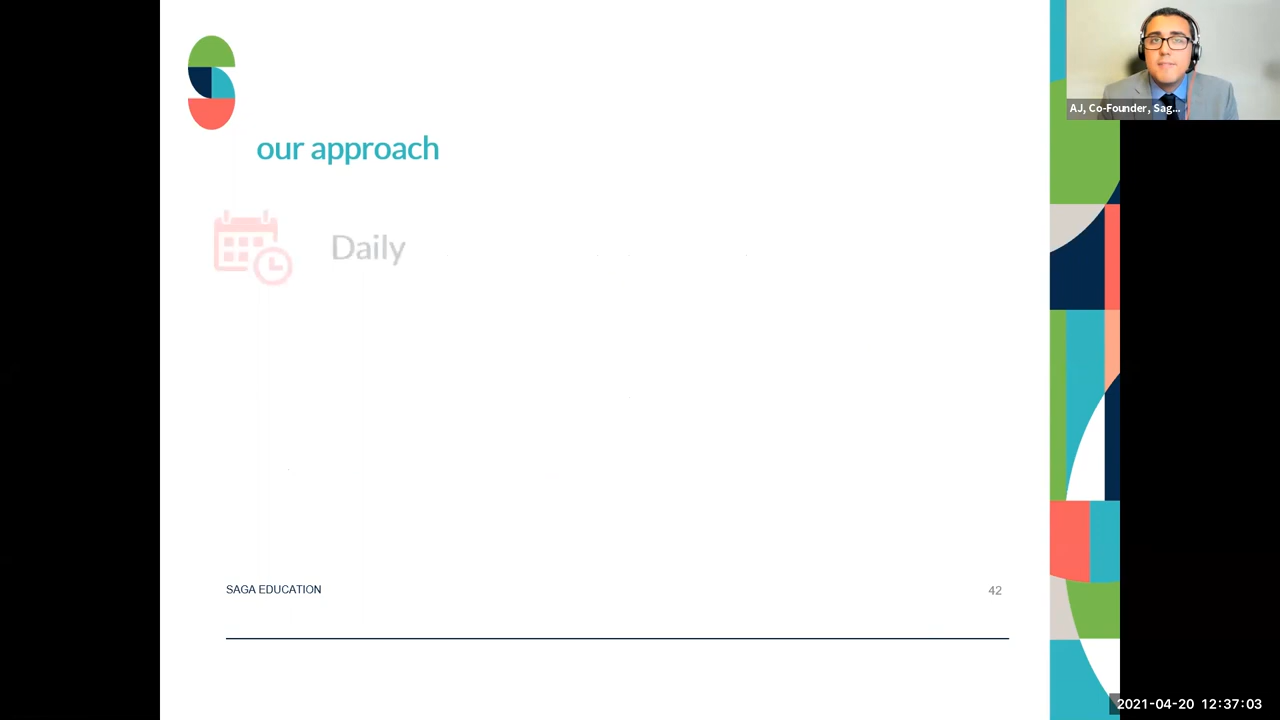 AJ, Co-Founder, Sag...
our approach
Daily
SAGA EDUCATION
42
2021-04-20 12:37:03